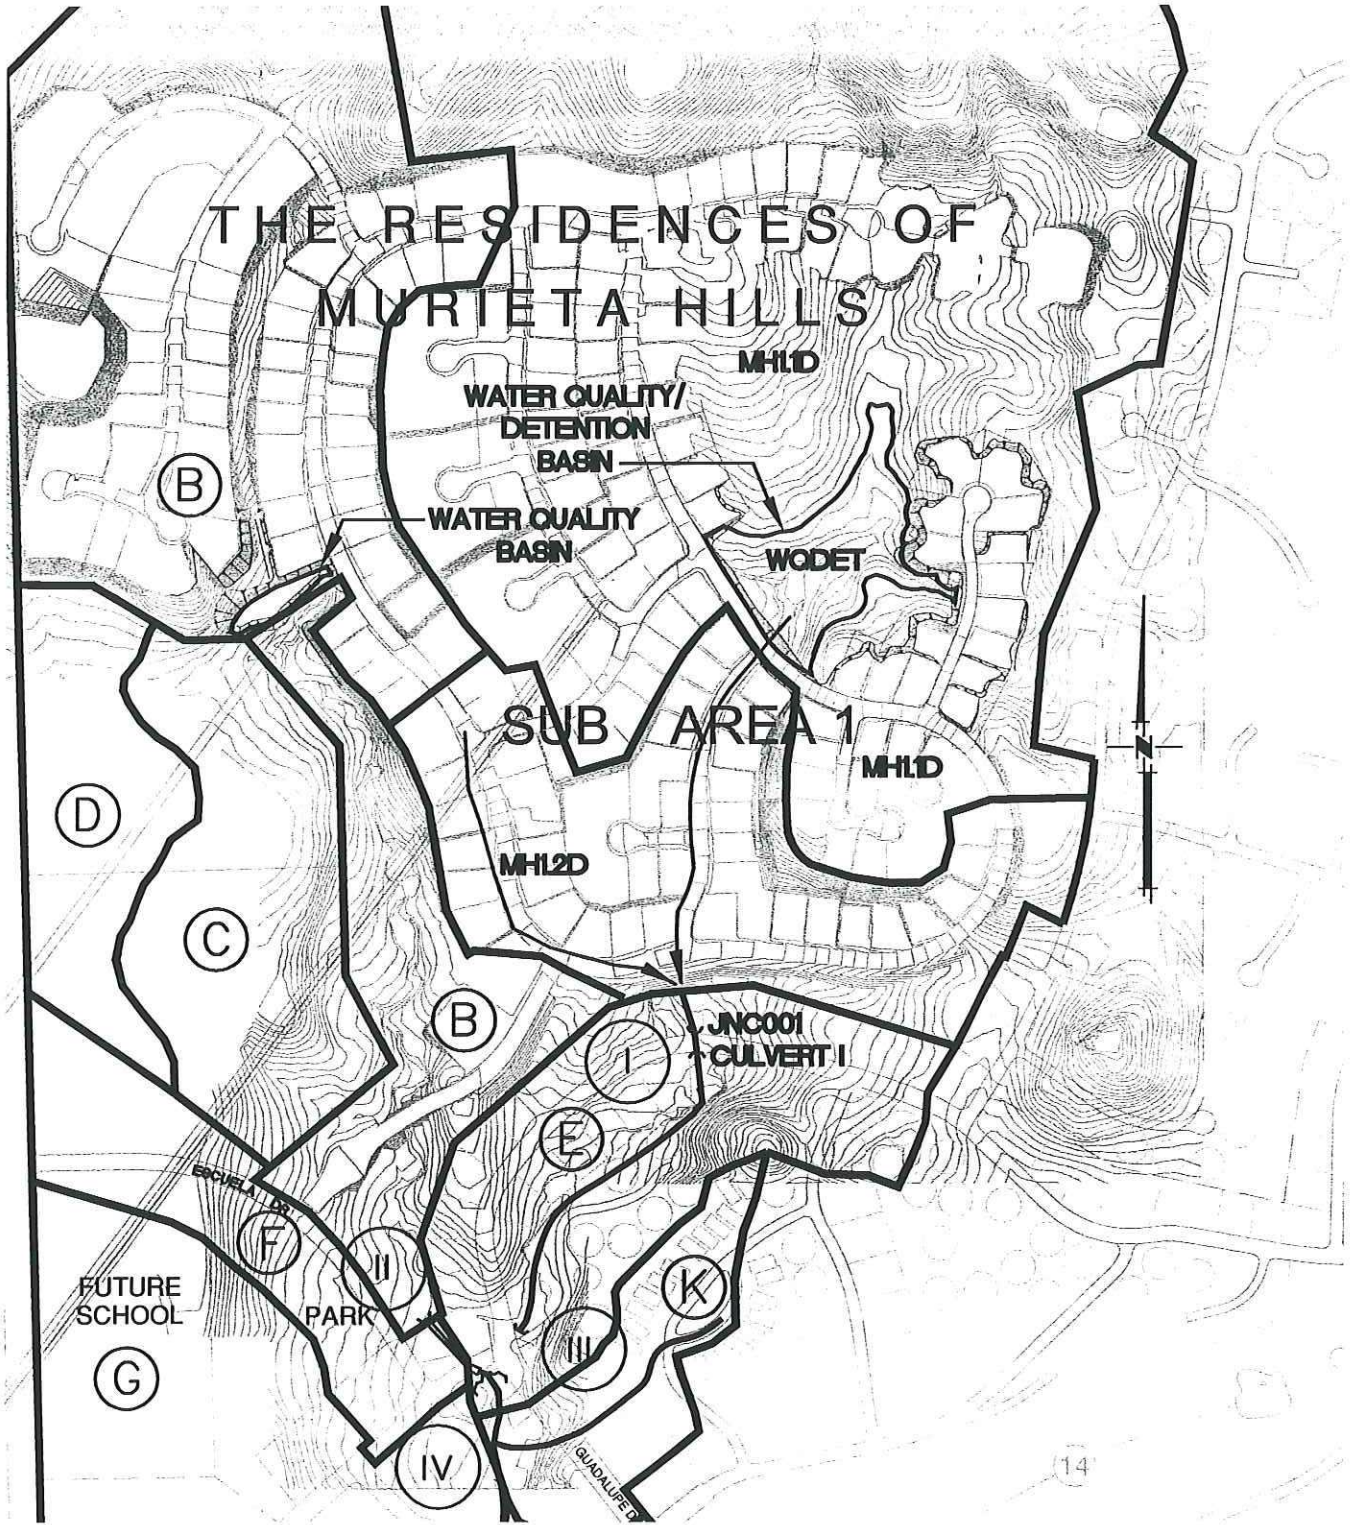 THE RESIDENCES OF
MURIETA HILLS
MH1.1D
WATER QUALITY/
DETENTION
BASIN
B
WATER QUALITY
BASIN
WQDET
SUB AREA 1
N
MH1.1D
D
MH1.2D
C
B
JNC001
CULVERT I
I
E
ESCUELA DR
F
II
K
FUTURE
SCHOOL
PARK
III
G
IV
GUADALUPE D
14